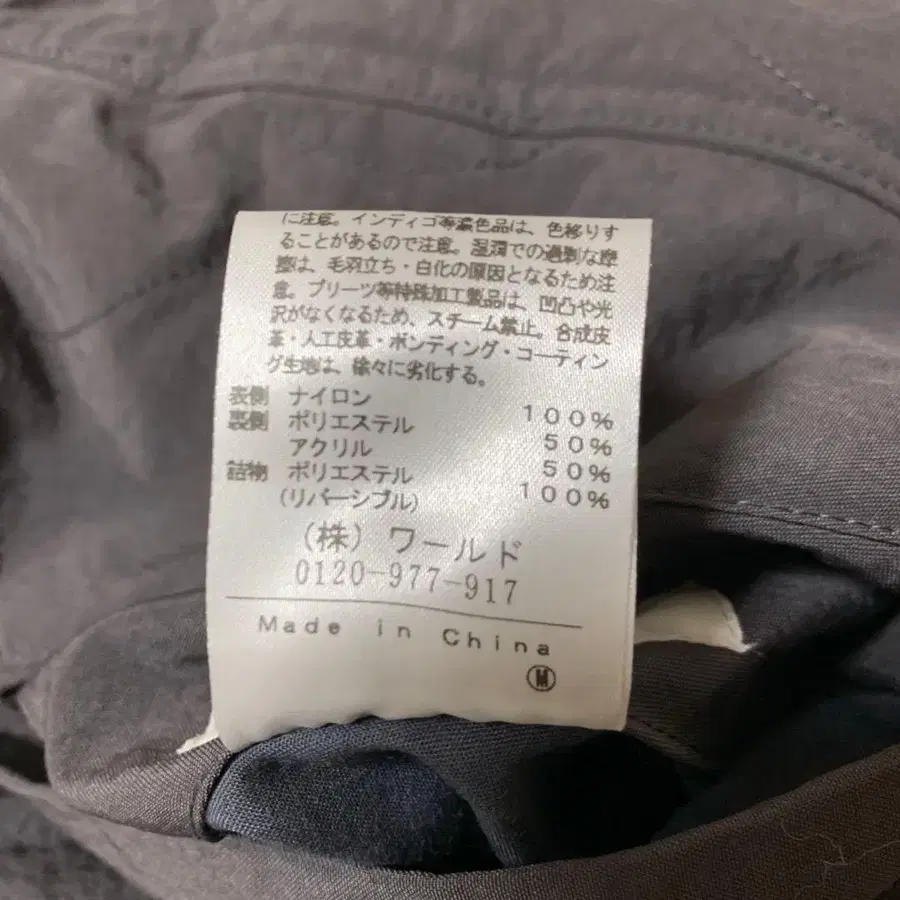 に注意。インディゴ等濃色品は、色移りす
ることがあるので注意。湿潤での過剰な摩
擦は、毛羽立ち・白化の原因となるため注
意。プリーツ等特殊加工製品は、凹凸や光
沢がなくなるため、スチーム禁止。合成皮
革・人工皮革・ボンディング・コーティン
グ生地は、徐々に劣化する。
表側 ナイロン 100%
裏側 ポリエステル 50%
アクリル 50%
詰物 ポリエステル 100%
(リバーシブル)
(株) ワールド
0120-977-917
Made in China
M